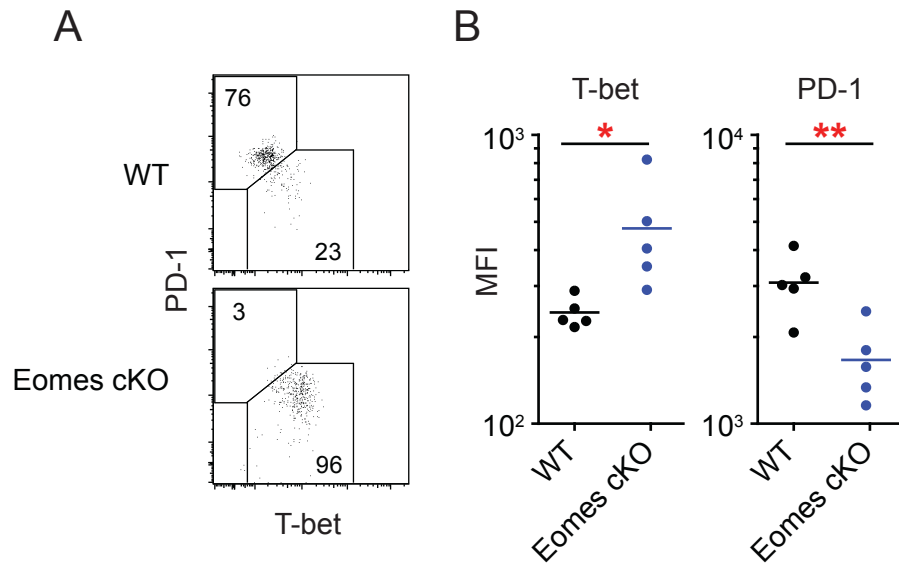 A
WT
Eomes cKO
PD-1
76
23
3
96
T-bet
B
T-bet
PD-1
*
**
MFI
10³
10²
10⁴
10³
WT
Eomes cKO
WT
Eomes cKO